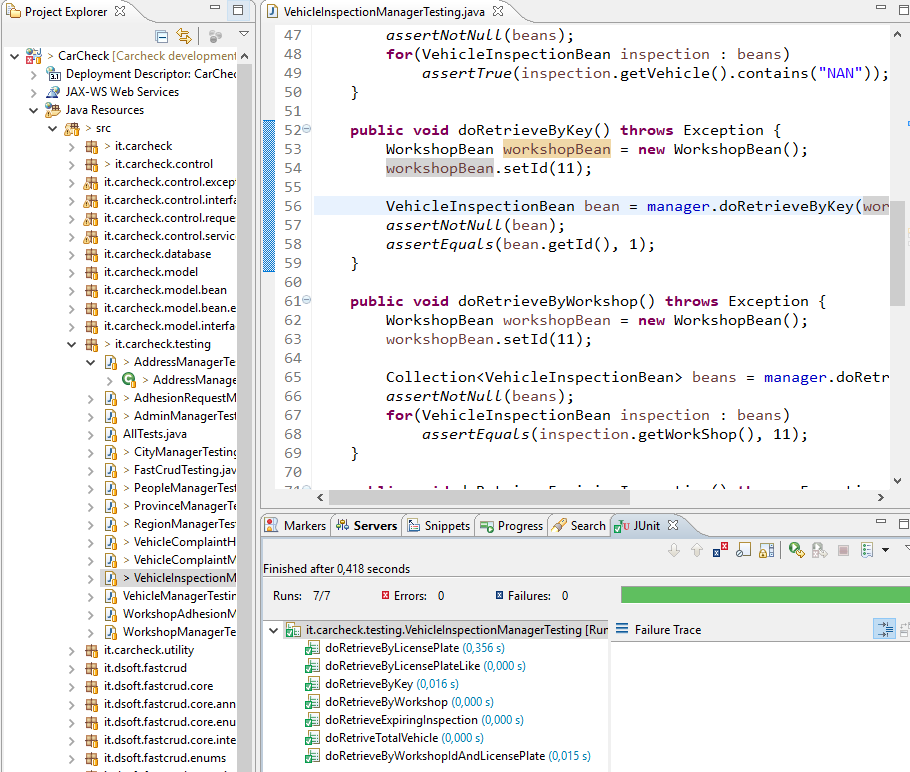 Project Explorer
> CarCheck [Carcheck development
Deployment Descriptor: CarChec
JAX-WS Web Services
Java Resources
> src
> it.carcheck
> it.carcheck.control
it.carcheck.control.except
it.carcheck.control.interfa
it.carcheck.control.reque
it.carcheck.control.servic
it.carcheck.database
it.carcheck.model
it.carcheck.model.bean
it.carcheck.model.bean.e
it.carcheck.model.interfa
> it.carcheck.testing
> AddressManagerTe
> AddressManage
> AdhesionRequestM
> AdminManagerTest
AllTests.java
> CityManagerTesting
> FastCrudTesting.jav
> PeopleManagerTest
> ProvinceManagerTe
> RegionManagerTes
> VehicleComplaintH
> VehicleComplaintM
> VehicleInspectionM
VehicleManagerTestin
WorkshopAdhesionM
WorkshopManagerTe
it.carcheck.utility
it.dsoft.fastcrud
it.dsoft.fastcrud.core
it.dsoft.fastcrud.core.ann
it.dsoft.fastcrud.core.enu
it.dsoft.fastcrud.core.inte
it.dsoft.fastcrud.enums
VehicleInspectionManagerTesting.java
47 assertNotNull(beans);
48 for(VehicleInspectionBean inspection : beans)
49 assertTrue(inspection.getVehicle().contains("NAN"));
50 }
51
52 public void doRetrieveByKey() throws Exception {
53 WorkshopBean workshopBean = new WorkshopBean();
54 workshopBean.setId(11);
55
56 VehicleInspectionBean bean = manager.doRetrieveByKey(wor
57 assertNotNull(bean);
58 assertEquals(bean.getId(), 1);
59 }
60
61 public void doRetrieveByWorkshop() throws Exception {
62 WorkshopBean workshopBean = new WorkshopBean();
63 workshopBean.setId(11);
64
65 Collection<VehicleInspectionBean> beans = manager.doRetr
66 assertNotNull(beans);
67 for(VehicleInspectionBean inspection : beans)
68 assertEquals(inspection.getWorkShop(), 11);
69 }
70
Markers Servers Snippets Progress Search JUnit
Finished after 0,418 seconds
Runs: 7/7 Errors: 0 Failures: 0
it.carcheck.testing.VehicleInspectionManagerTesting [Run
Failure Trace
doRetrieveByLicensePlate (0,356 s)
doRetrieveByLicensePlateLike (0,000 s)
doRetrieveByKey (0,016 s)
doRetrieveByWorkshop (0,000 s)
doRetrieveExpiringInspection (0,000 s)
doRetriveTotalVehicle (0,000 s)
doRetrieveByWorkshopIdAndLicensePlate (0,015 s)